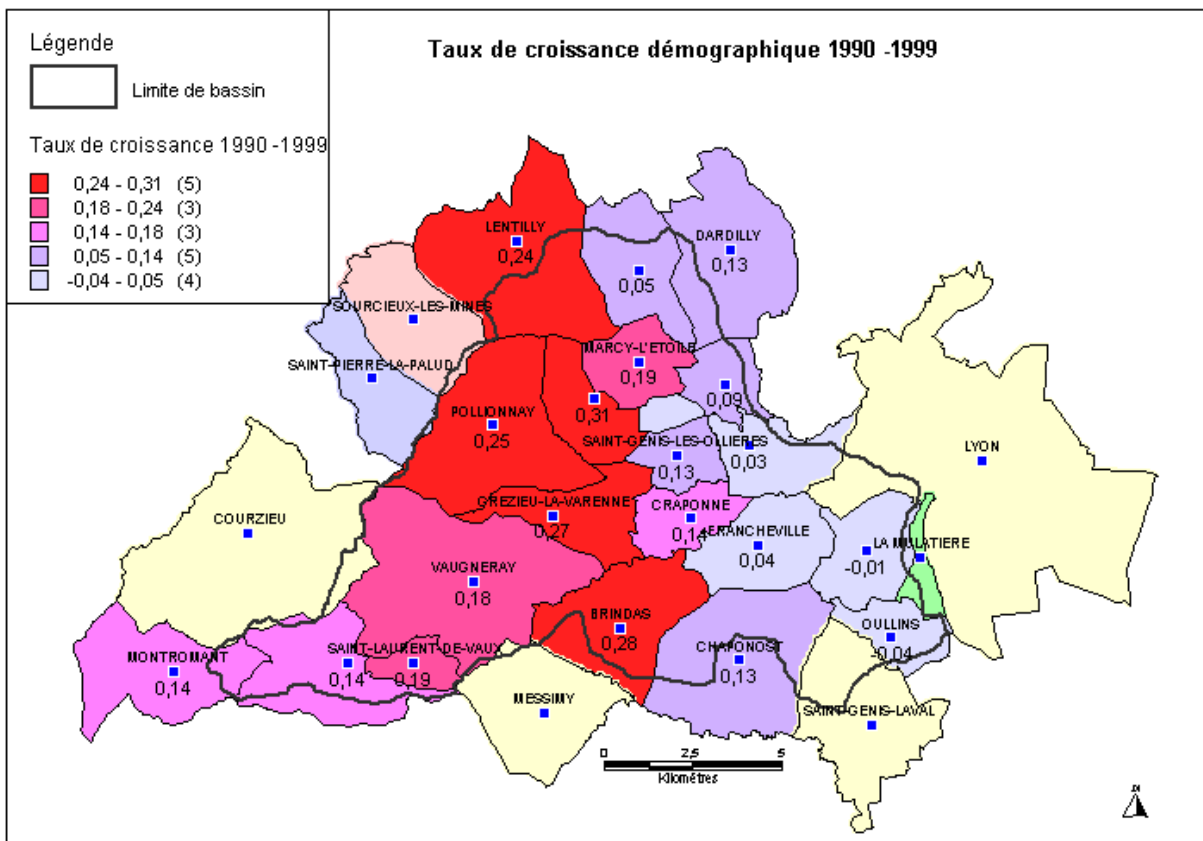 Légende
Limite de bassin
Taux de croissance 1990 -1999
0,24 - 0,31 (5)
0,18 - 0,24 (3)
0,14 - 0,18 (3)
0,05 - 0,14 (5)
-0,04 - 0,05 (4)
Taux de croissance démographique 1990 -1999
LENTILLY
0,24
DARDILLY
0,13
0,05
SOURCIEUX-LES-MINES
SAINT-PIERRE-LA-PALUD
MARCY-L'ETOILE
0,19
0,09
0,31
POLLIONNAY
0,25
SAINT-GENIS-LES-OLLIERES
0,13
0,03
LYON
GREZIEU-LA-VARENNE
0,27
CRAPONNE
0,14
COURZIEU
FRANCHEVILLE
0,04
LA MULATIERE
-0,01
VAUGNERAY
0,18
BRINDAS
0,28
OULLINS
-0,04
MONTROMANT
0,14
SAINT-LAURENT-DE-VAUX
0,14
0,19
CHAPONOST
0,13
MESSIMY
SAINT-GENIS-LAVAL
0 2,5 5
Kilomètres
N